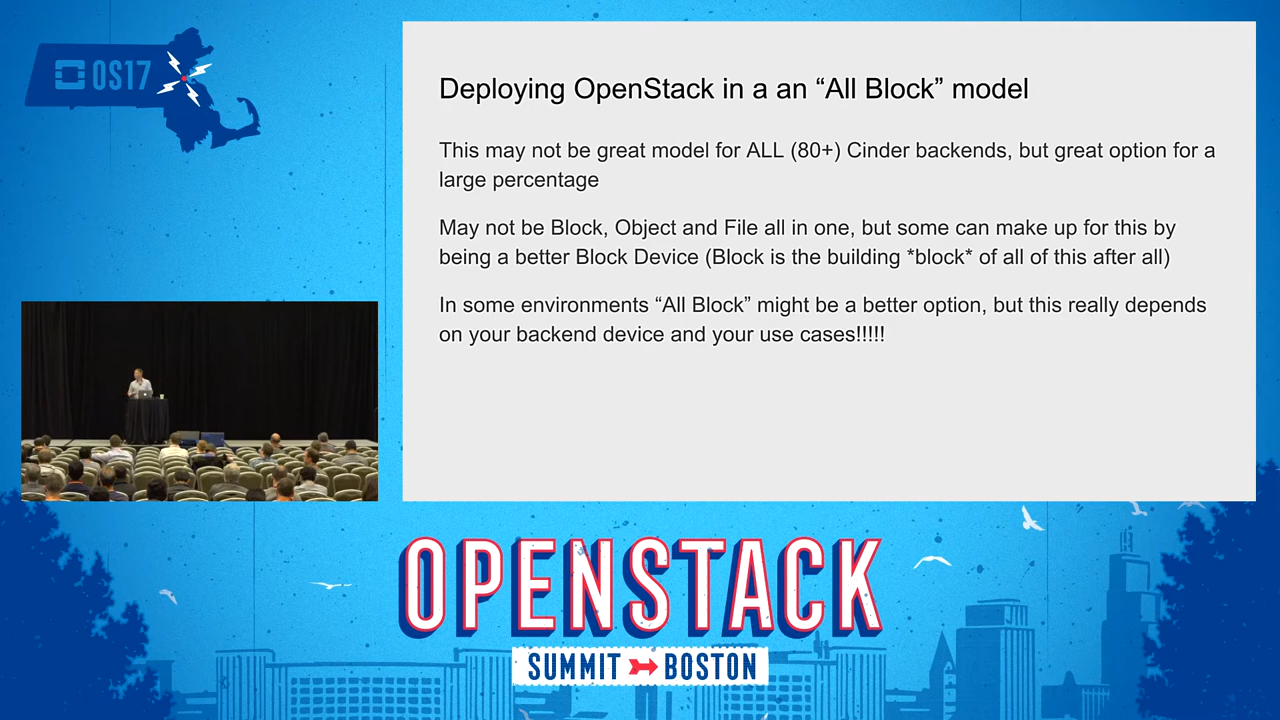 OS17
Deploying OpenStack in a an “All Block” model
This may not be great model for ALL (80+) Cinder backends, but great option for a
large percentage
May not be Block, Object and File all in one, but some can make up for this by
being a better Block Device (Block is the building *block* of all of this after all)
In some environments “All Block” might be a better option, but this really depends
on your backend device and your use cases!!!!!
OPENSTACK
SUMMIT BOSTON